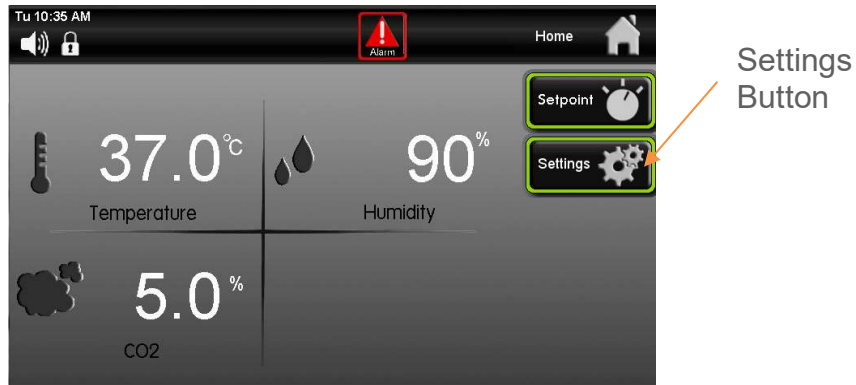 Tu 10:35 AM
Alarm
Home
Setpoint
Settings
37.0°C
Temperature
90%
Humidity
5.0%
CO2
Settings
Button